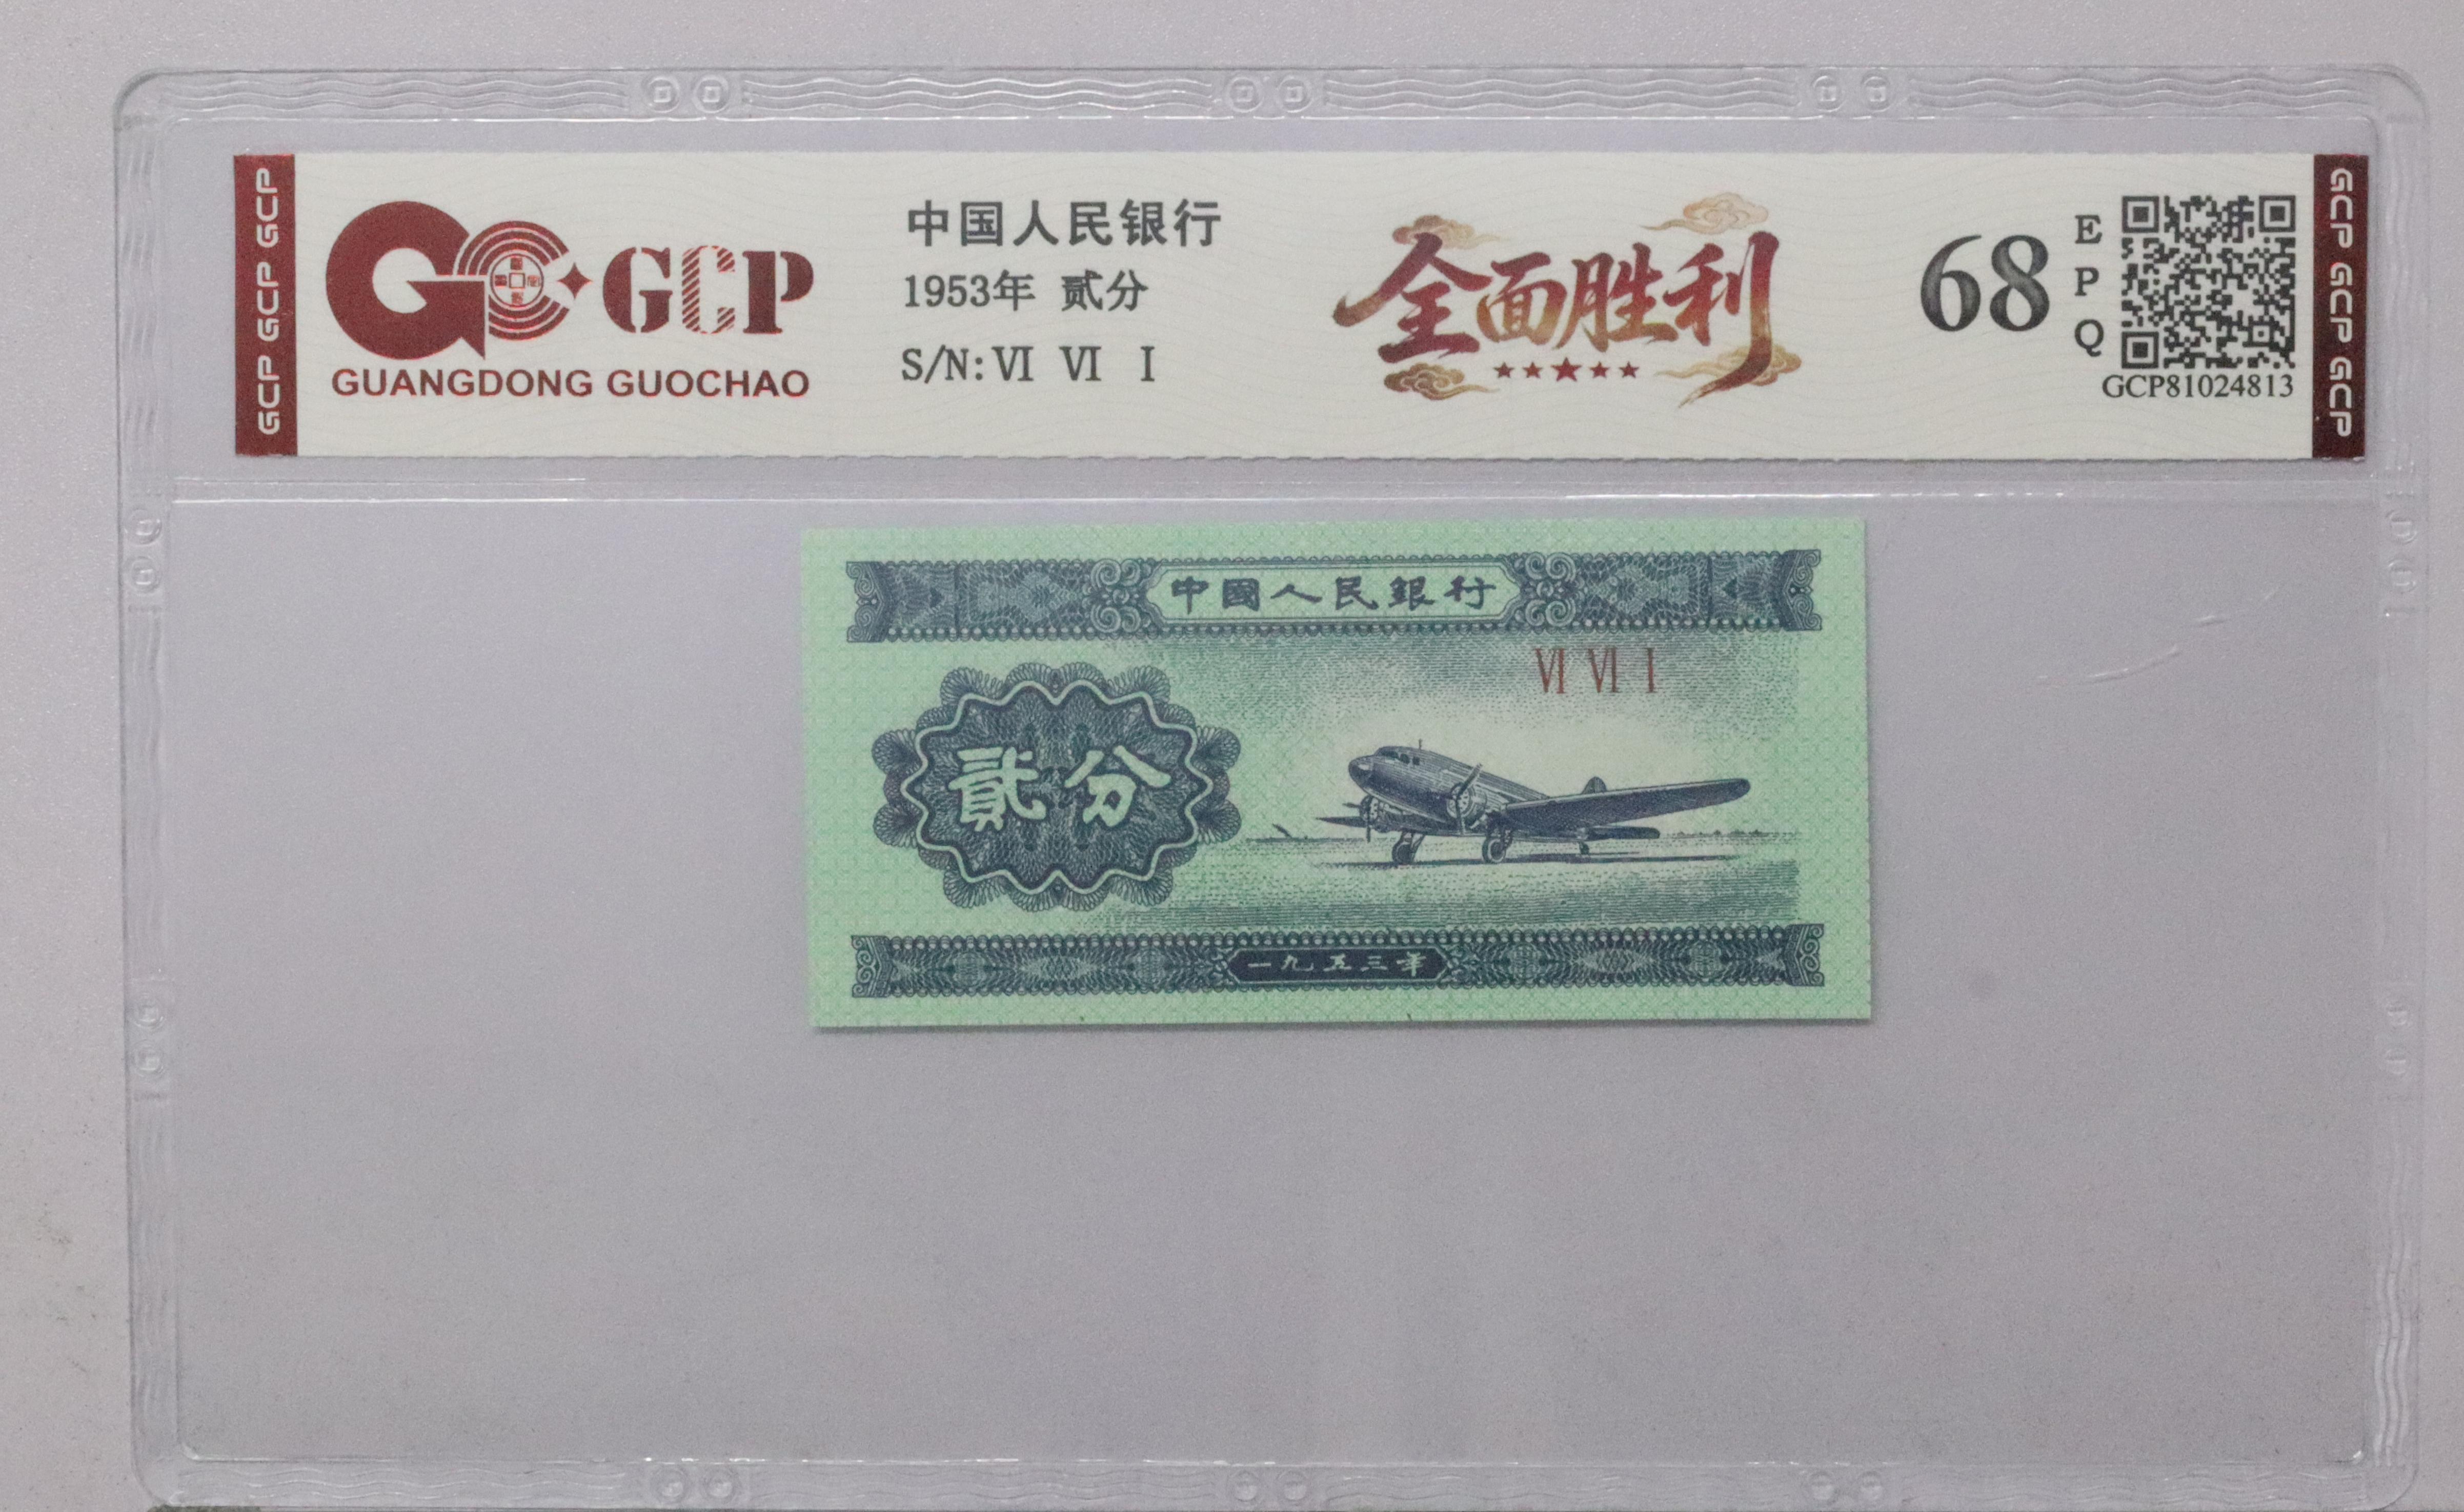 GCP GCP GCP
GCP
GUANGDONG GUOCHAO
中国人民银行
1953年 贰分
S/N: VI VI I
全面胜利
68
EPQ
GCP81024813
GCP GCP GCP
中國人民銀行
VI VI I
貳分
一九五三年